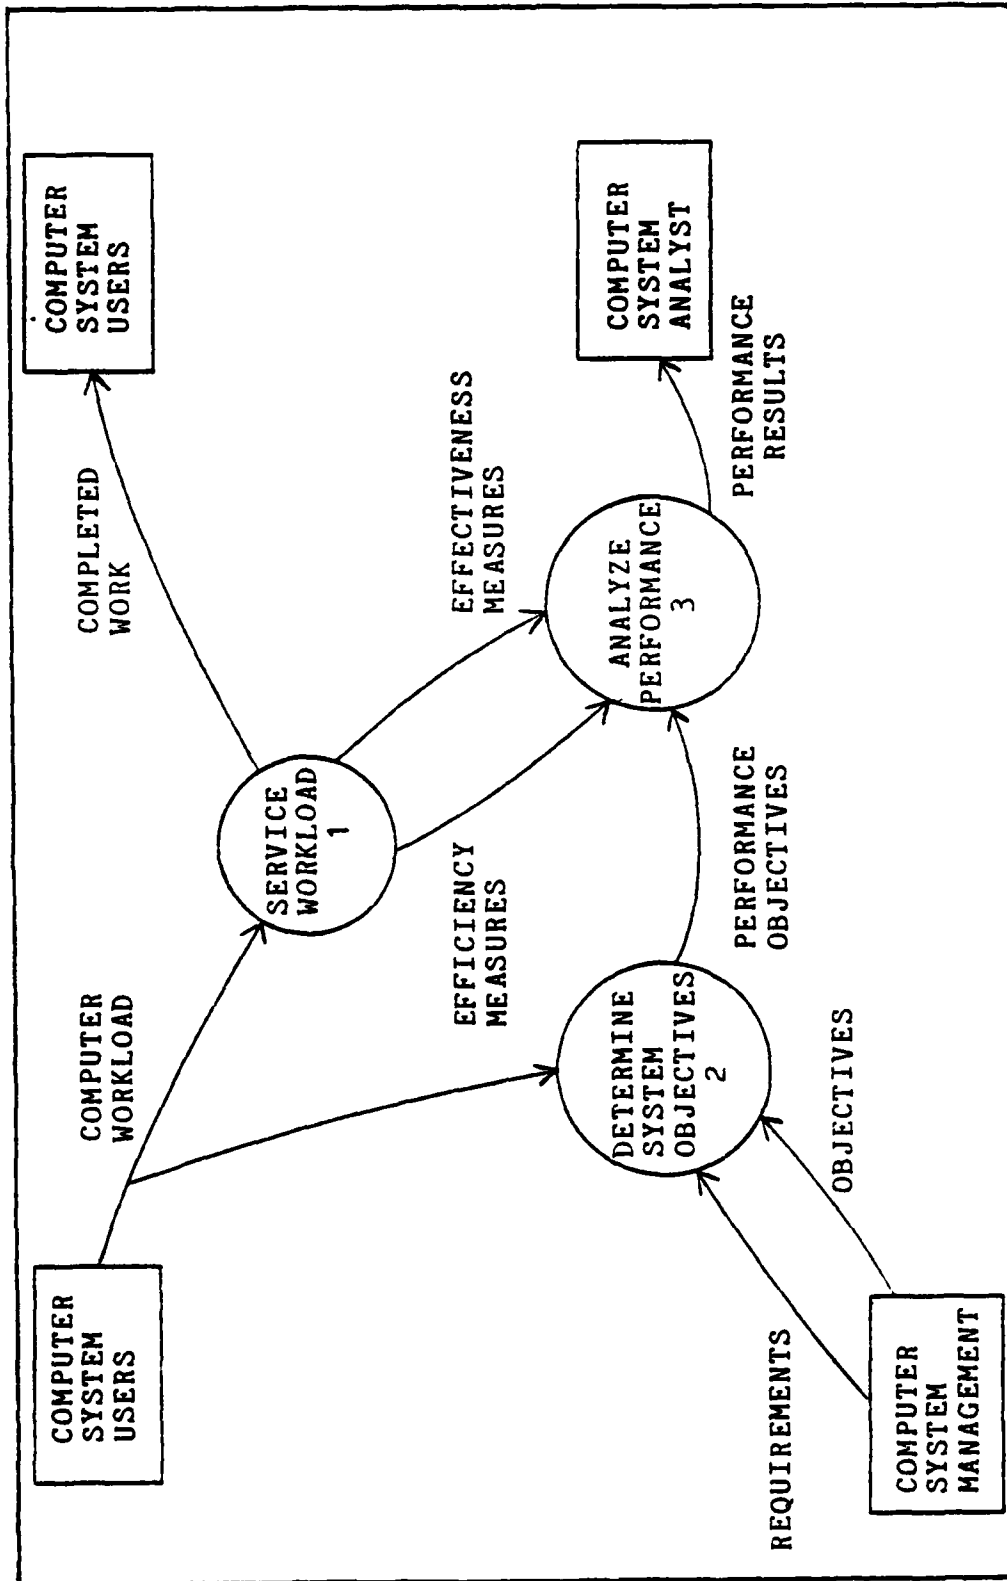 COMPUTER
SYSTEM
USERS
COMPUTER
WORKLOAD
SERVICE
WORKLOAD
1
COMPLETED
WORK
COMPUTER
SYSTEM
USERS
EFFICIENCY
MEASURES
EFFECTIVENESS
MEASURES
DETERMINE
SYSTEM
OBJECTIVES
2
ANALYZE
PERFORMANCE
3
COMPUTER
SYSTEM
ANALYST
REQUIREMENTS
OBJECTIVES
PERFORMANCE
OBJECTIVES
PERFORMANCE
RESULTS
COMPUTER
SYSTEM
MANAGEMENT